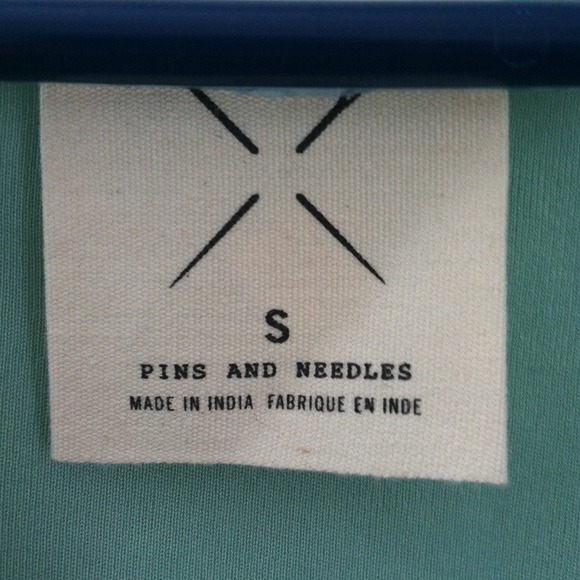 S
PINS AND NEEDLES
MADE IN INDIA FABRIQUE EN INDE